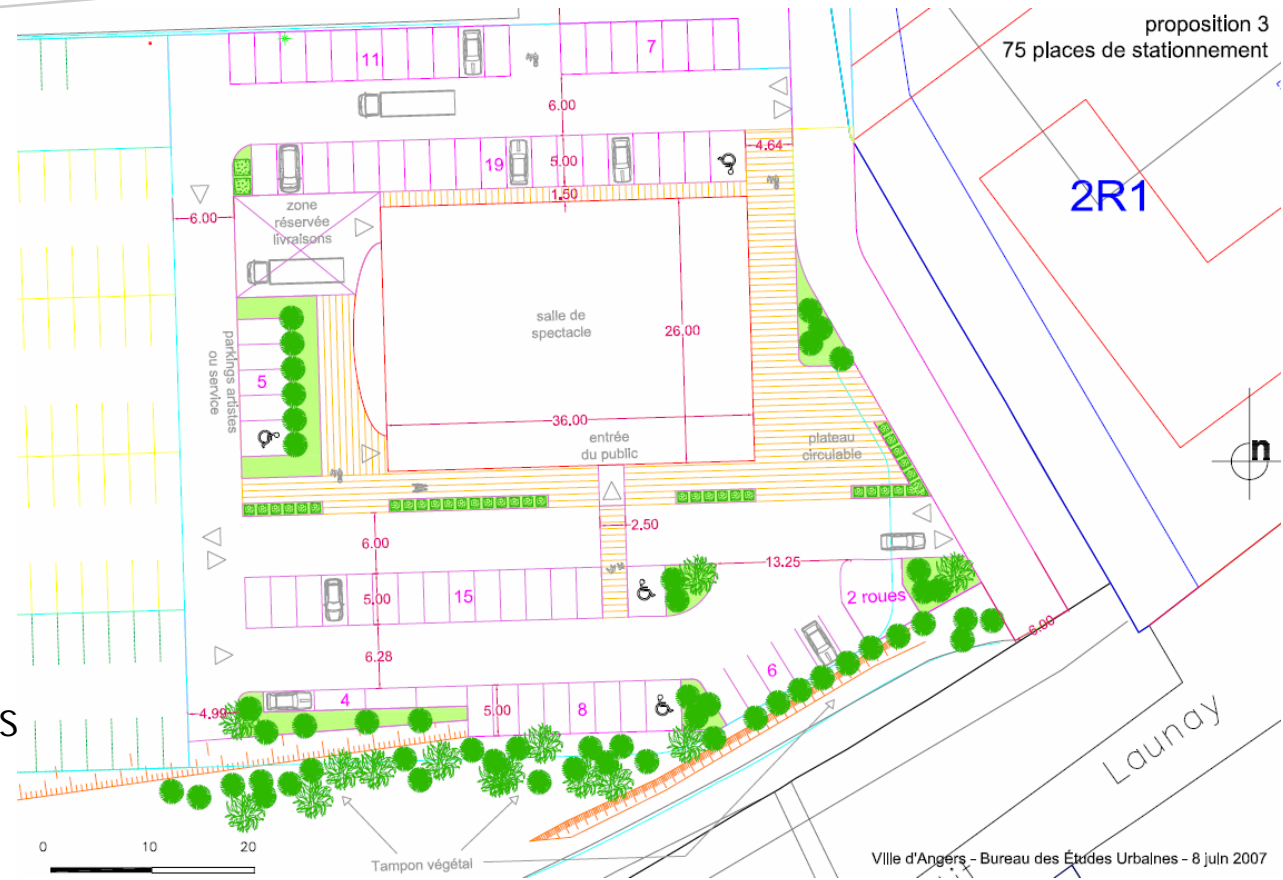 proposition 3
75 places de stationnement
11
7
6.00
19
5.00
4.64
1.50
2R1
6.00
zone
réservée
livraisons
salle de
spectacle
26.00
parkings artistes
ou service
5
36.00
entrée
du public
plateau
circulable
n
2.50
6.00
13.25
5.00
15
2 roues
6.00
6.28
6
4
8
4.99
5.00
S
Launay
0 10 20
Tampon végétal
Ville d'Angers - Bureau des Études Urbaines - 8 juin 2007